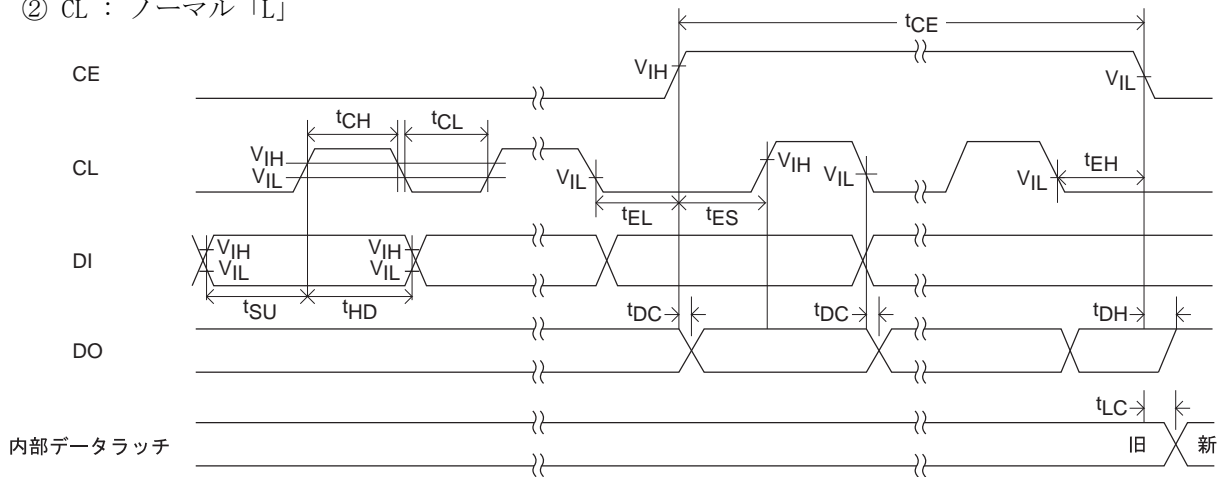 ② CL : ノーマル「L」
tCE
CE
VIH
VIL
tCH
tCL
CL
VIH
VIL
VIL
VIH
VIL
VIL
tEH
tEL
tES
DI
VIH
VIL
VIH
VIL
tSU
tHD
tDC
tDC
tDH
DO
tLC
内部データラッチ
旧
新